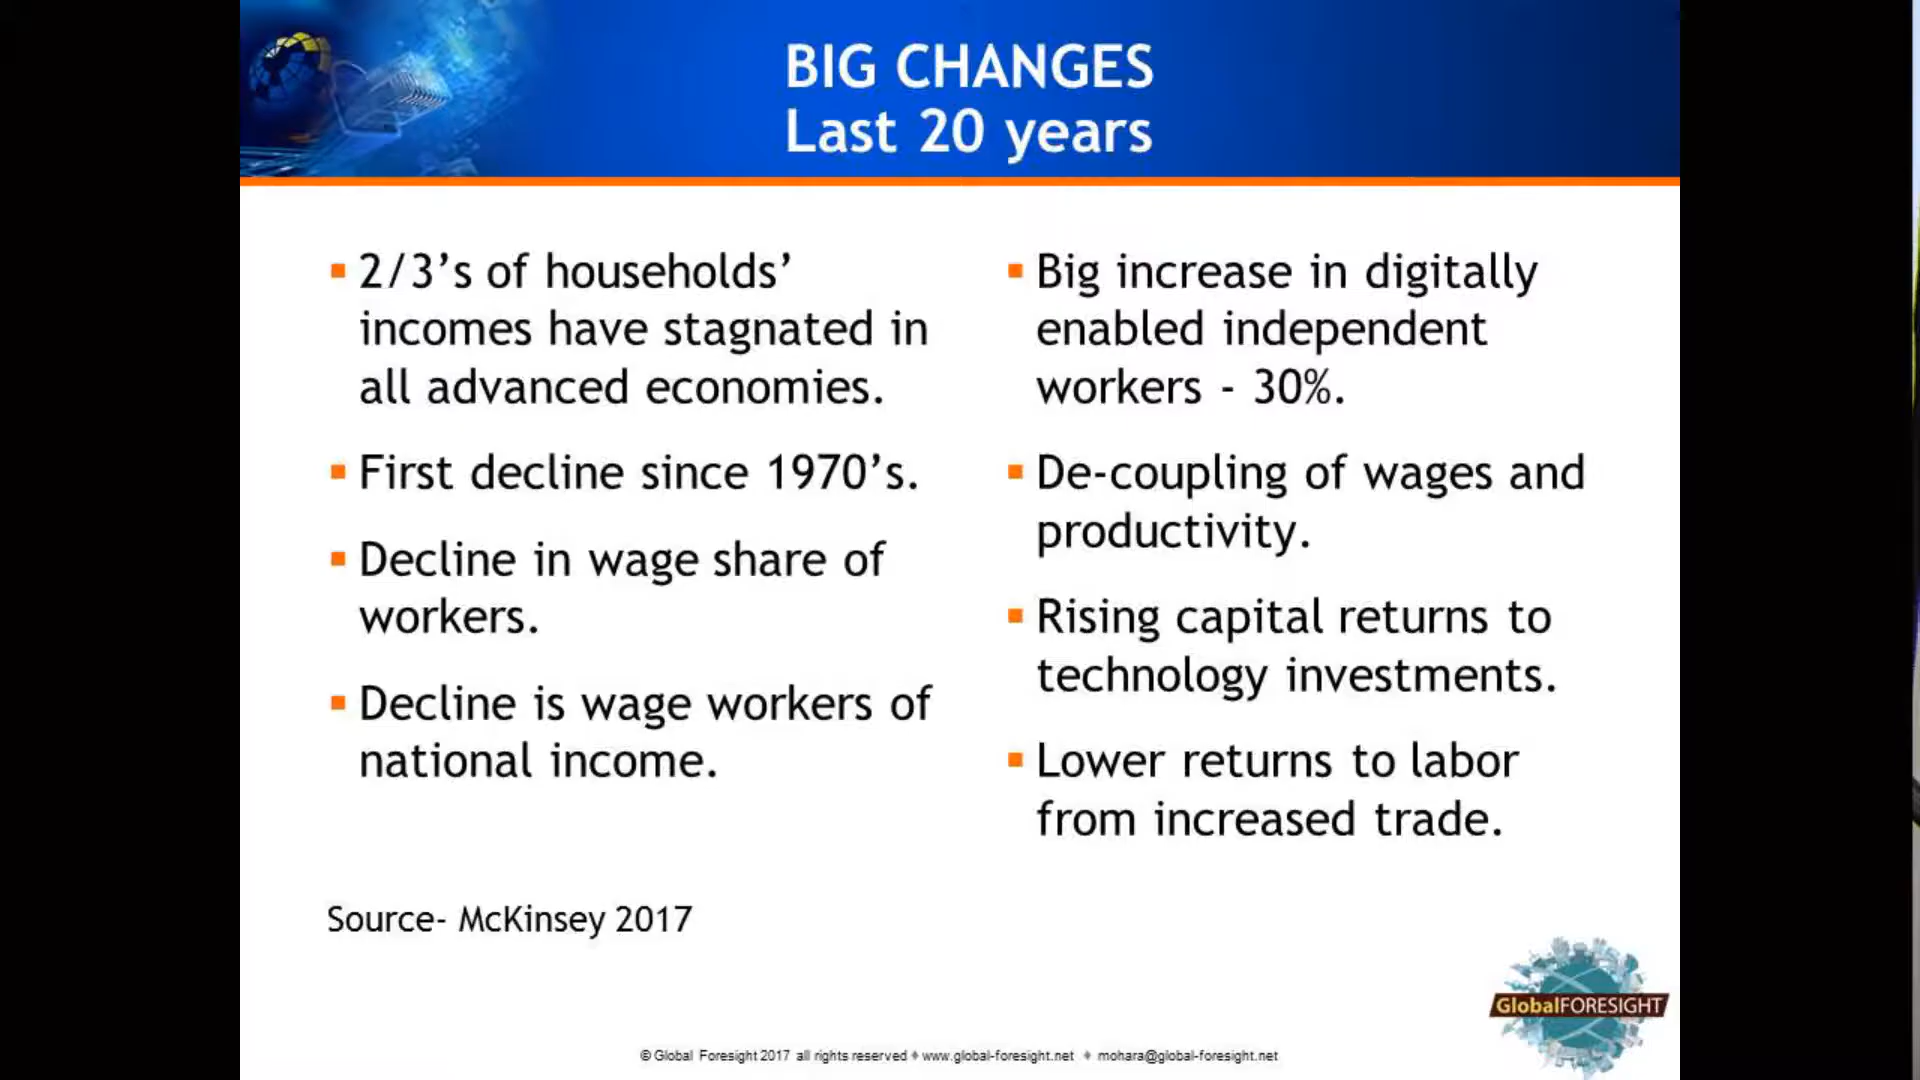 BIG CHANGES
Last 20 years
▪ 2/3’s of households’
incomes have stagnated in
all advanced economies.
▪ First decline since 1970’s.
▪ Decline in wage share of
workers.
▪ Decline is wage workers of
national income.
▪ Big increase in digitally
enabled independent
workers - 30%.
▪ De-coupling of wages and
productivity.
▪ Rising capital returns to
technology investments.
▪ Lower returns to labor
from increased trade.
Source- McKinsey 2017
GlobalFORESIGHT
© Global Foresight 2017 all rights reserved ♦ www.global-foresight.net ♦ mohara@global-foresight.net